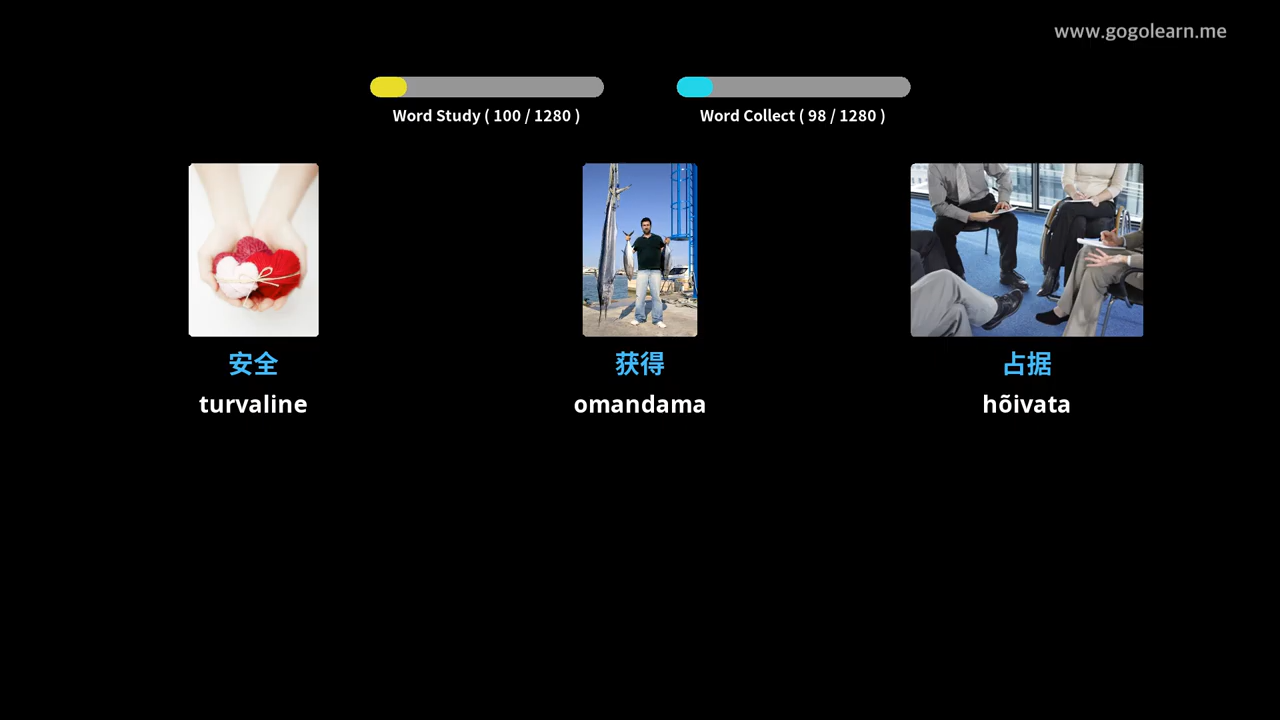 www.gogolearn.me
Word Study ( 100 / 1280 )
Word Collect ( 98 / 1280 )
安全
turvaline
获得
omandama
占据
hõivata